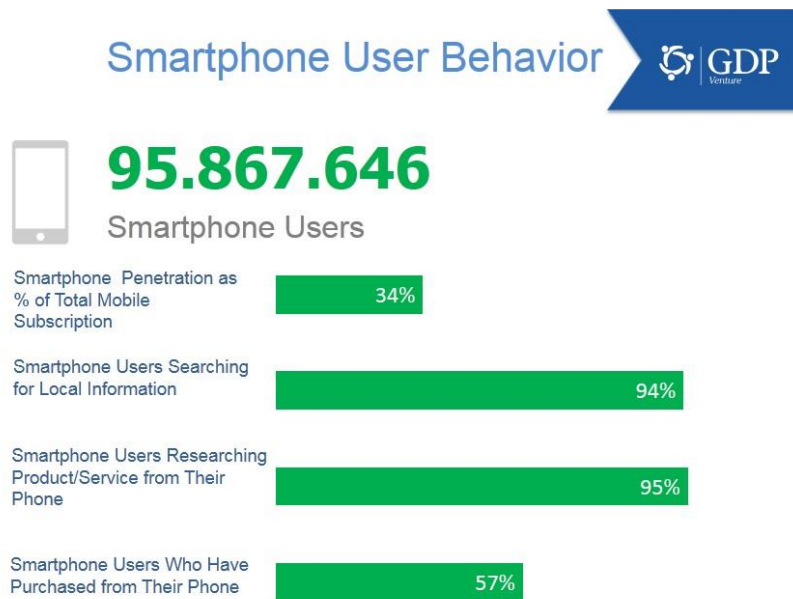 Smartphone User Behavior
GDP
Venture
95.867.646
Smartphone Users
Smartphone Penetration as
% of Total Mobile
Subscription
34%
Smartphone Users Searching
for Local Information
94%
Smartphone Users Researching
Product/Service from Their
Phone
95%
Smartphone Users Who Have
Purchased from Their Phone
57%